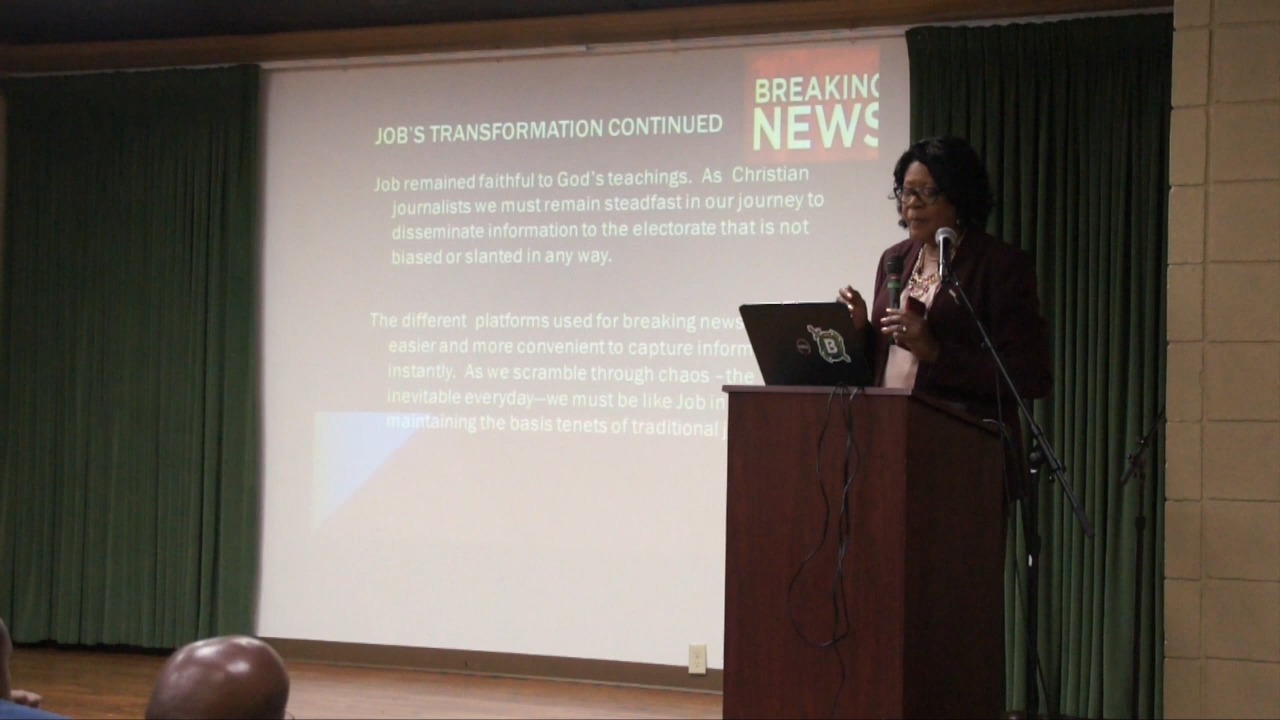 BREAKING
NEWS
JOB'S TRANSFORMATION CONTINUED
Job remained faithful to God's teachings. As Christian
journalists we must remain steadfast in our journey to
disseminate information to the electorate that is not
biased or slanted in any way.
The different platforms used for breaking news
easier and more convenient to capture inform
instantly. As we scramble through chaos –the
inevitable everyday—we must be like Job in
maintaining the basis tenets of traditional j
B